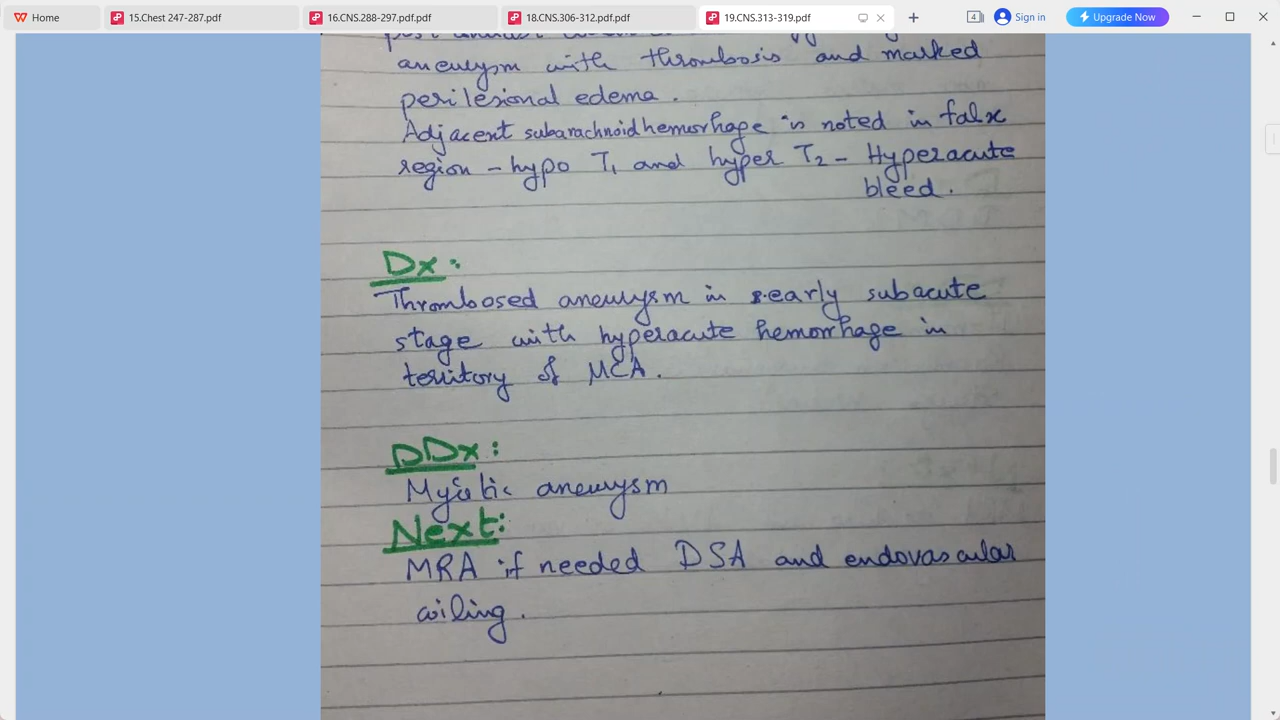 Home
15.Chest 247-287.pdf
16.CNS.288-297.pdf.pdf
18.CNS.306-312.pdf.pdf
19.CNS.313-319.pdf
4
Sign in
Upgrade Now
aneurysm with thrombosis and marked
perilesional edema.
Adjacent subarachnoid hemorrhage is noted in falx
region - hypo T1 and hyper T2 - Hyperacute
bleed.
Dx:
Thrombosed aneurysm in early subacute
stage with hyperacute hemorrhage in
territory of MCA.
DDx:
Mycotic aneurysm
Next:
MRA if needed DSA and endovascular
coiling.